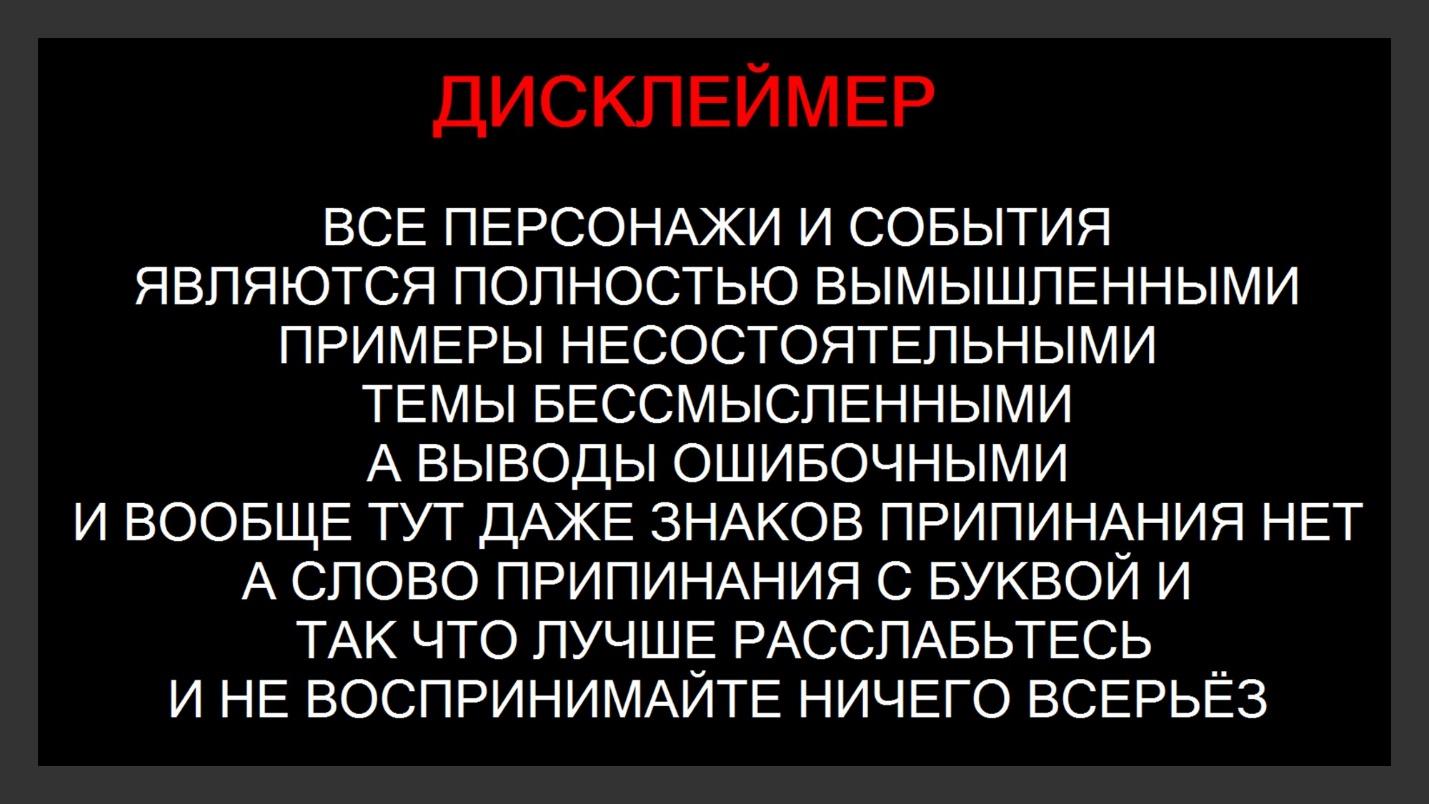 ДИСКЛЕЙМЕР
ВСЕ ПЕРСОНАЖИ И СОБЫТИЯ
ЯВЛЯЮТСЯ ПОЛНОСТЬЮ ВЫМЫШЛЕННЫМИ
ПРИМЕРЫ НЕСОСТОЯТЕЛЬНЫМИ
ТЕМЫ БЕССМЫСЛЕННЫМИ
А ВЫВОДЫ ОШИБОЧНЫМИ
И ВООБЩЕ ТУТ ДАЖЕ ЗНАКОВ ПРИПИНАНИЯ НЕТ
А СЛОВО ПРИПИНАНИЯ С БУКВОЙ И
ТАК ЧТО ЛУЧШЕ РАССЛАБЬТЕСЬ
И НЕ ВОСПРИНИМАЙТЕ НИЧЕГО ВСЕРЬЁЗ